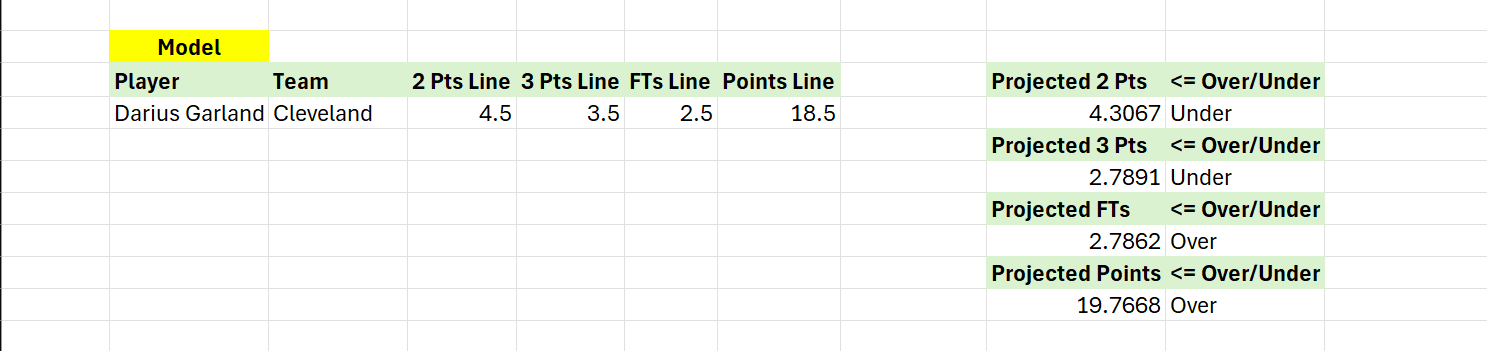 Model
Player Team 2 Pts Line 3 Pts Line FTs Line Points Line Projected 2 Pts <= Over/Under
Darius Garland Cleveland 4.5 3.5 2.5 18.5 4.3067 Under
Projected 3 Pts <= Over/Under
2.7891 Under
Projected FTs <= Over/Under
2.7862 Over
Projected Points <= Over/Under
19.7668 Over